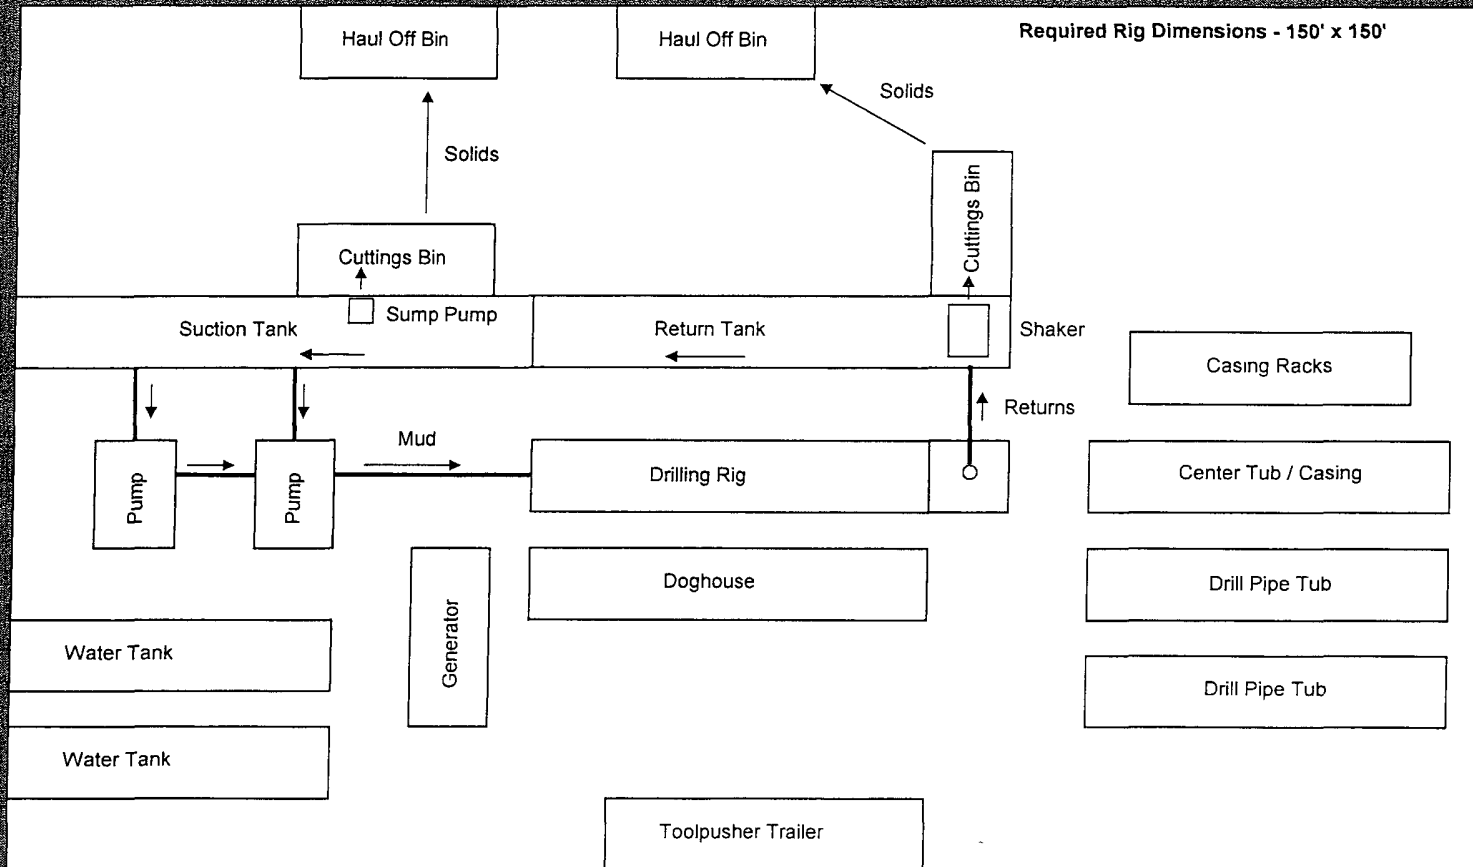 Haul Off Bin
Haul Off Bin
Required Rig Dimensions - 150' x 150'
Solids
Solids
Cuttings Bin
Cuttings Bin
Suction Tank
Sump Pump
Return Tank
Shaker
Casing Racks
Returns
Mud
Pump
Pump
Drilling Rig
Center Tub / Casing
Doghouse
Drill Pipe Tub
Generator
Water Tank
Drill Pipe Tub
Water Tank
Toolpusher Trailer